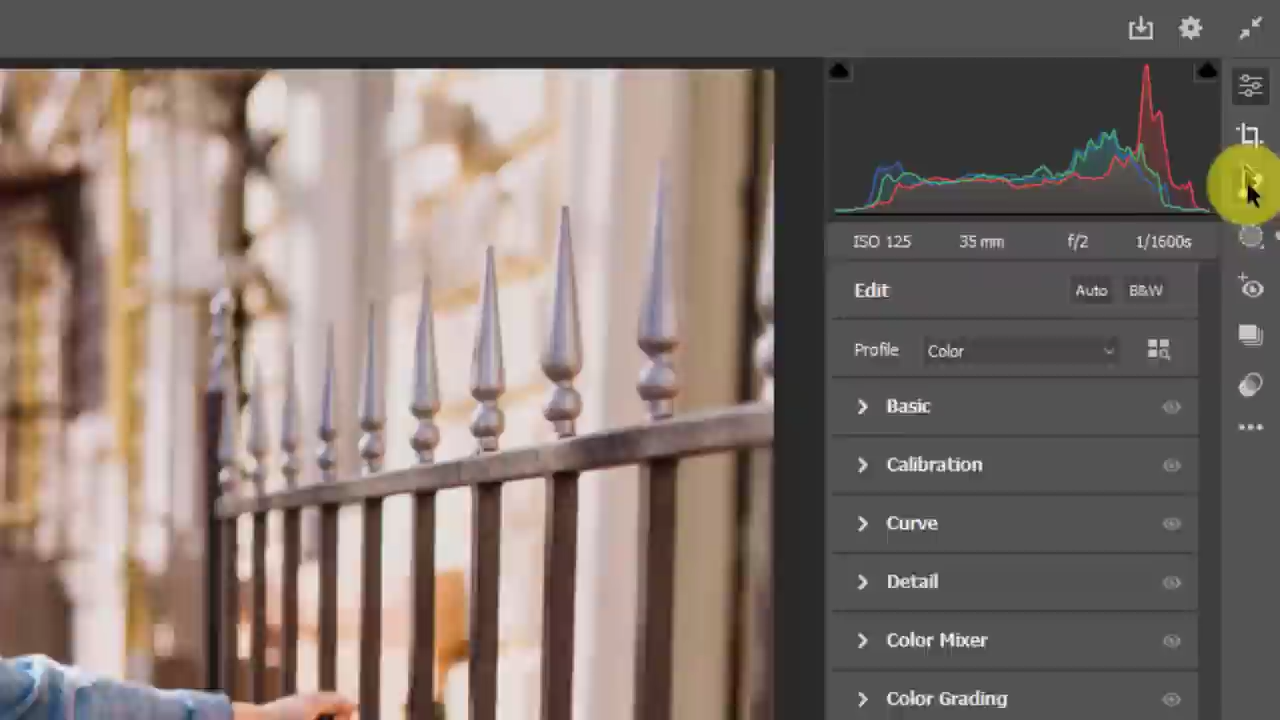 ISO 125 35 mm f/2 1/1600s
Edit Auto B&W
Profile Color
Basic
Calibration
Curve
Detail
Color Mixer
Color Grading